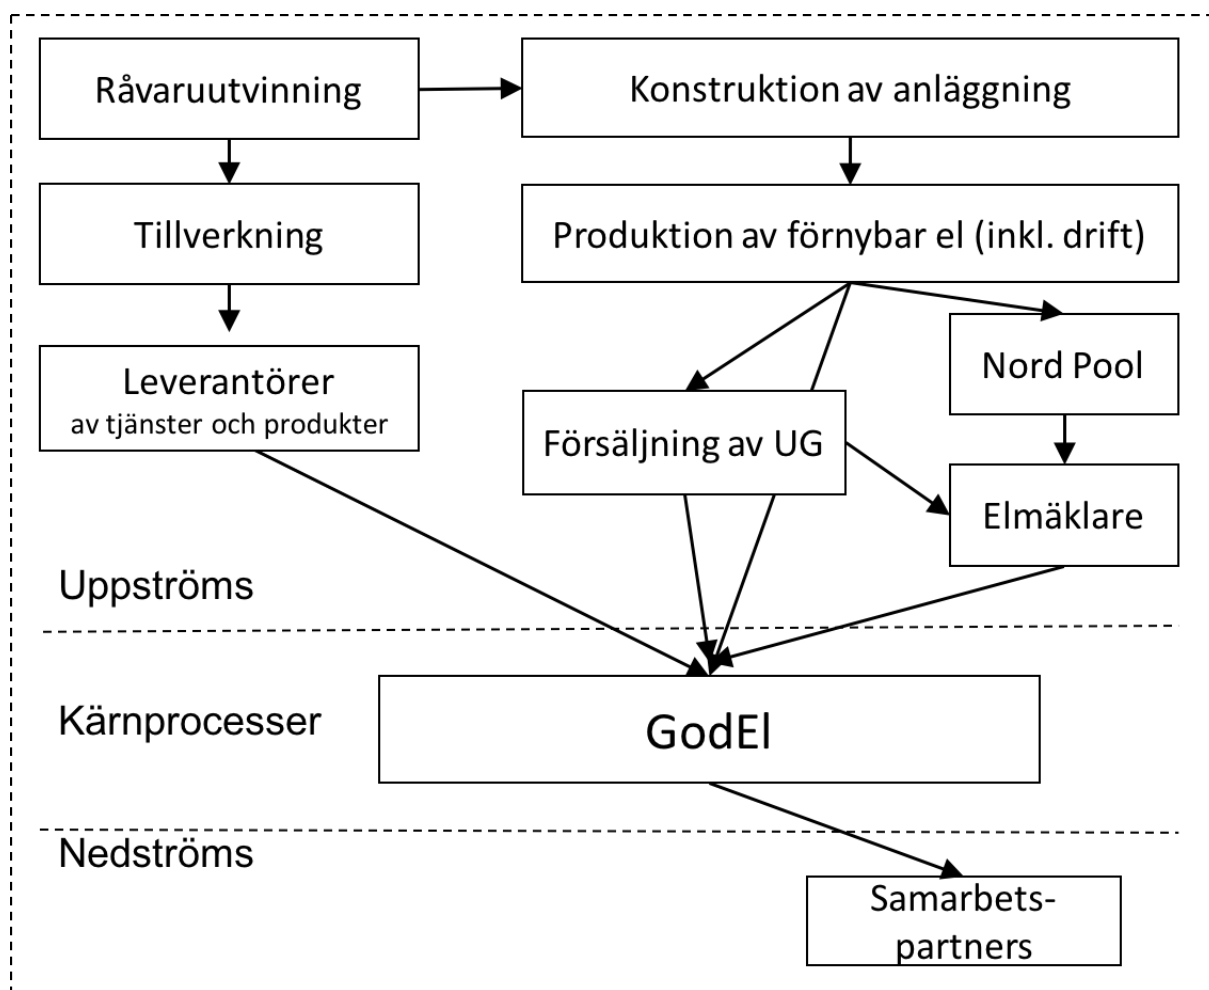 Råvaruutvinning
Konstruktion av anläggning
Tillverkning
Produktion av förnybar el (inkl. drift)
Leverantörer
av tjänster och produkter
Nord Pool
Försäljning av UG
Elmäklare
Uppströms
Kärnprocesser
GodEl
Nedströms
Samarbets-
partners